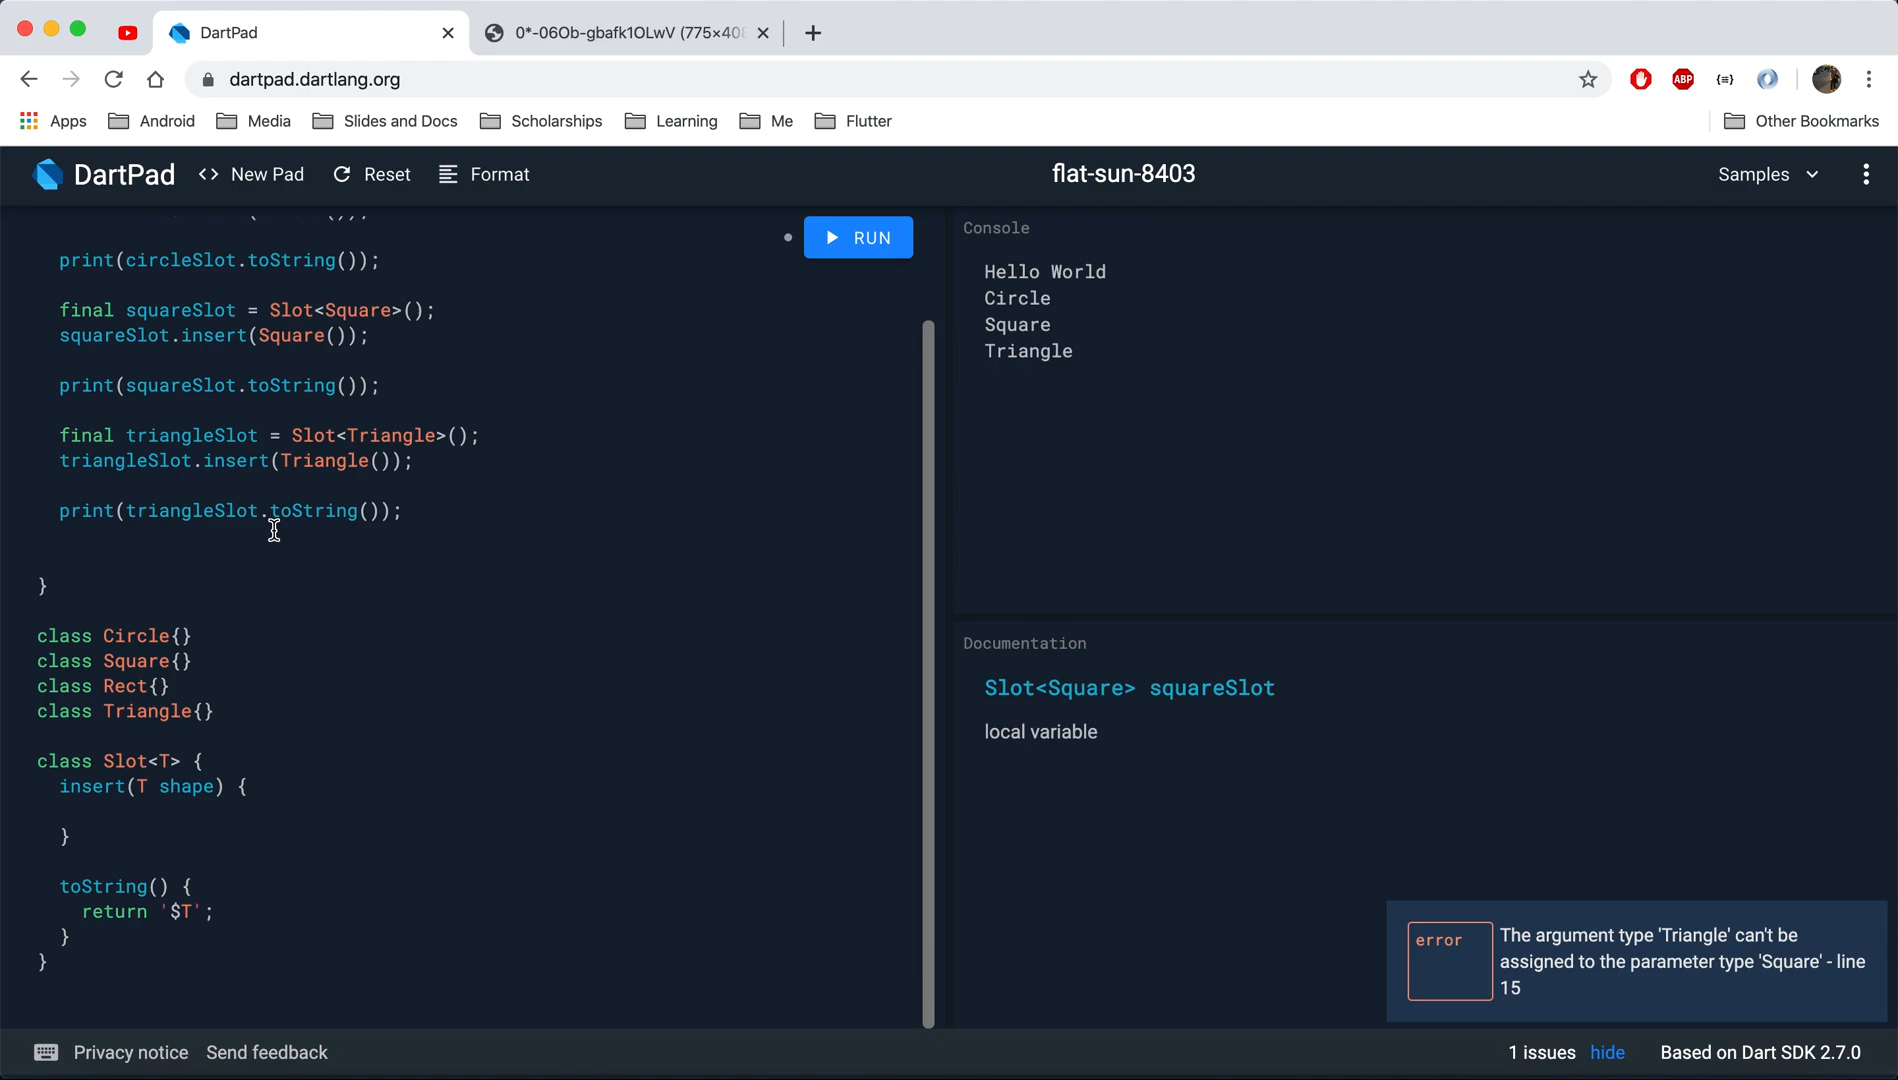 DartPad
0*-06Ob-gbafk1OLwV (775×408
dartpad.dartlang.org
ABP
Apps
Android
Media
Slides and Docs
Scholarships
Learning
Me
Flutter
Other Bookmarks
DartPad
<> New Pad
Reset
Format
flat-sun-8403
Samples
RUN
print(circleSlot.toString());
final squareSlot = Slot<Square>();
squareSlot.insert(Square());
print(squareSlot.toString());
final triangleSlot = Slot<Triangle>();
triangleSlot.insert(Triangle());
print(triangleSlot.toString());
}
class Circle{}
class Square{}
class Rect{}
class Triangle{}
class Slot<T> {
insert(T shape) {
}
toString() {
return '$T';
}
}
Console
Hello World
Circle
Square
Triangle
Documentation
Slot<Square> squareSlot
local variable
error
The argument type 'Triangle' can't be
assigned to the parameter type 'Square' - line
15
Privacy notice
Send feedback
1 issues
hide
Based on Dart SDK 2.7.0